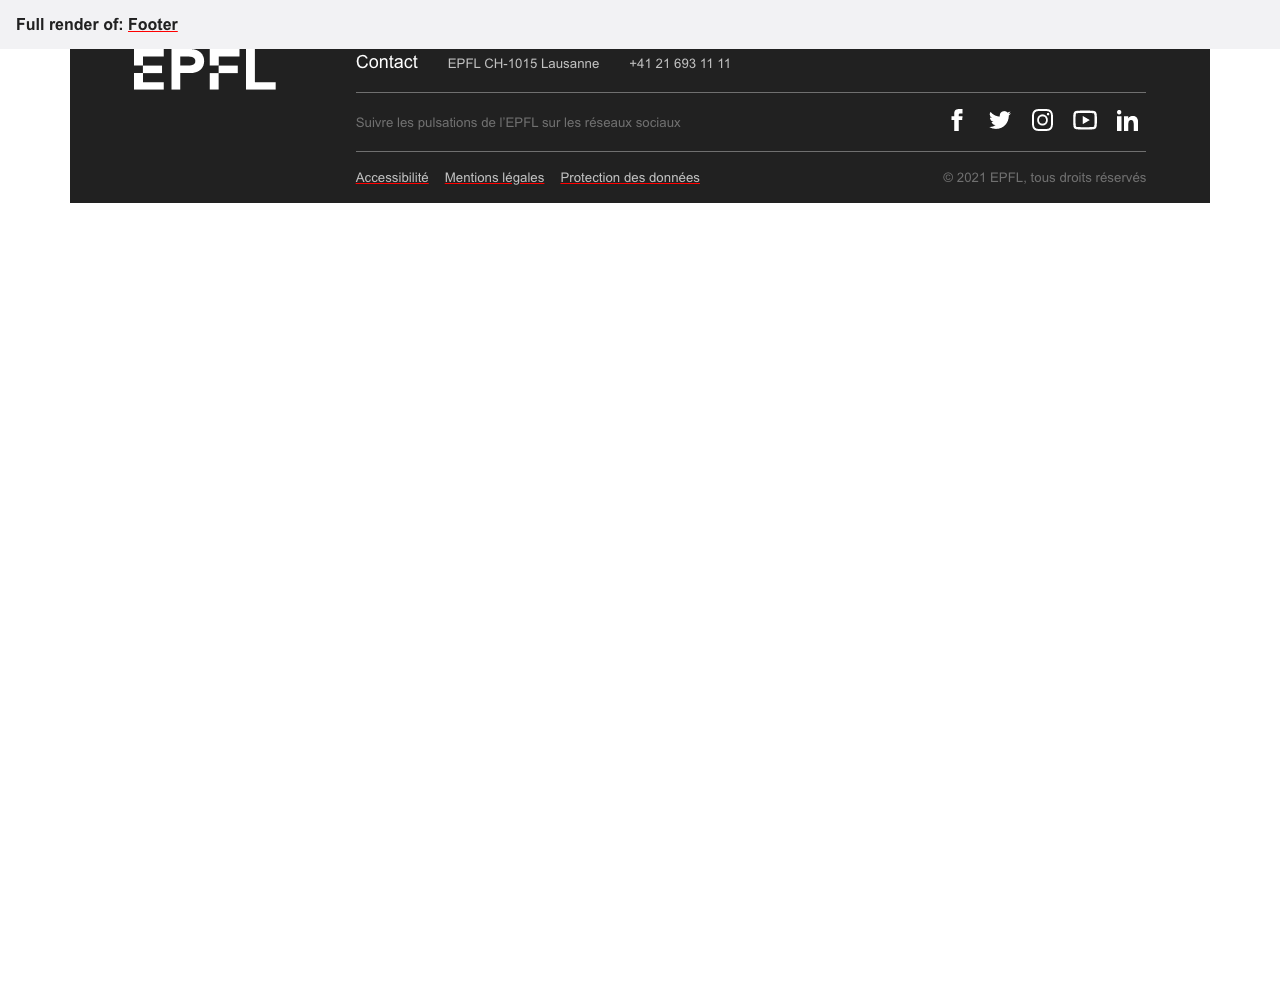 Full render of: Footer
EPFL
Contact EPFL CH-1015 Lausanne +41 21 693 11 11
Suivre les pulsations de l’EPFL sur les réseaux sociaux
Accessibilité Mentions légales Protection des données © 2021 EPFL, tous droits réservés